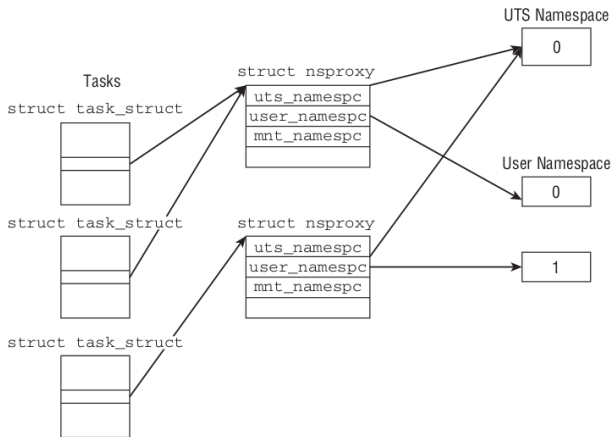 UTS Namespace
0
Tasks
struct nsproxy
struct task_struct
uts_namespc
user_namespc
mnt_namespc
User Namespace
0
struct task_struct
struct nsproxy
uts_namespc
user_namespc
1
mnt_namespc
struct task_struct